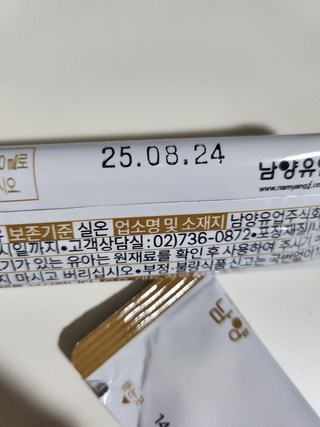 25.08.24
남양유업
www.namyangi
보존기준 실온 업소명 및 소재지 남양유업주식회
시일까지•고객상담실:02)736-0872•포장재질/
기가 있는 유아는 원재료를 확인 후 사용하여 주시기
지 마시고 버리십시오•부정·불량식품 신고는 국번없이
남양